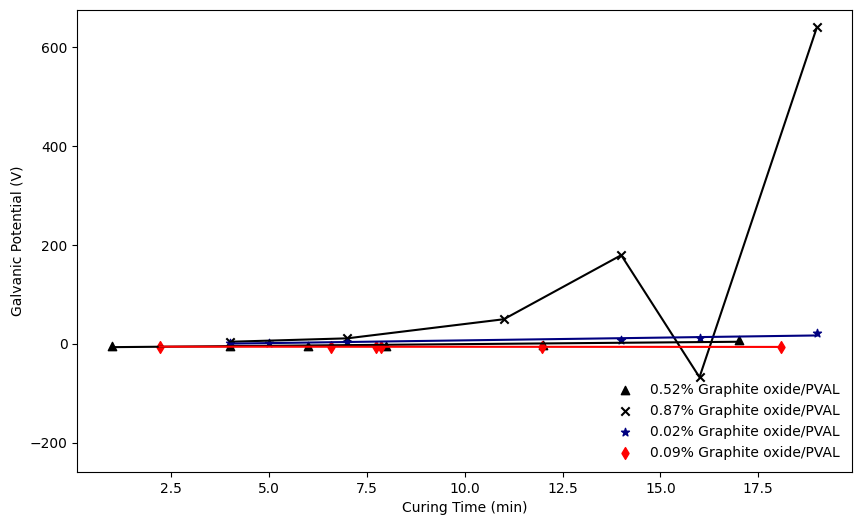 600
400
200
0
−200
Galvanic Potential (V)
2.5 5.0 7.5 10.0 12.5 15.0 17.5
Curing Time (min)
0.52% Graphite oxide/PVAL
0.87% Graphite oxide/PVAL
0.02% Graphite oxide/PVAL
0.09% Graphite oxide/PVAL